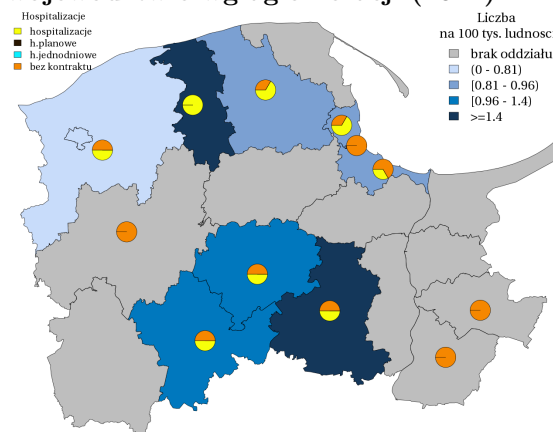 Hospitalizacje
hospitalizacje
h.planowe
h.jednodniowe
bez kontraktu
Liczba
na 100 tys. ludnosci
brak oddziału
(0 - 0.81)
[0.81 - 0.96)
[0.96 - 1.4)
>=1.4